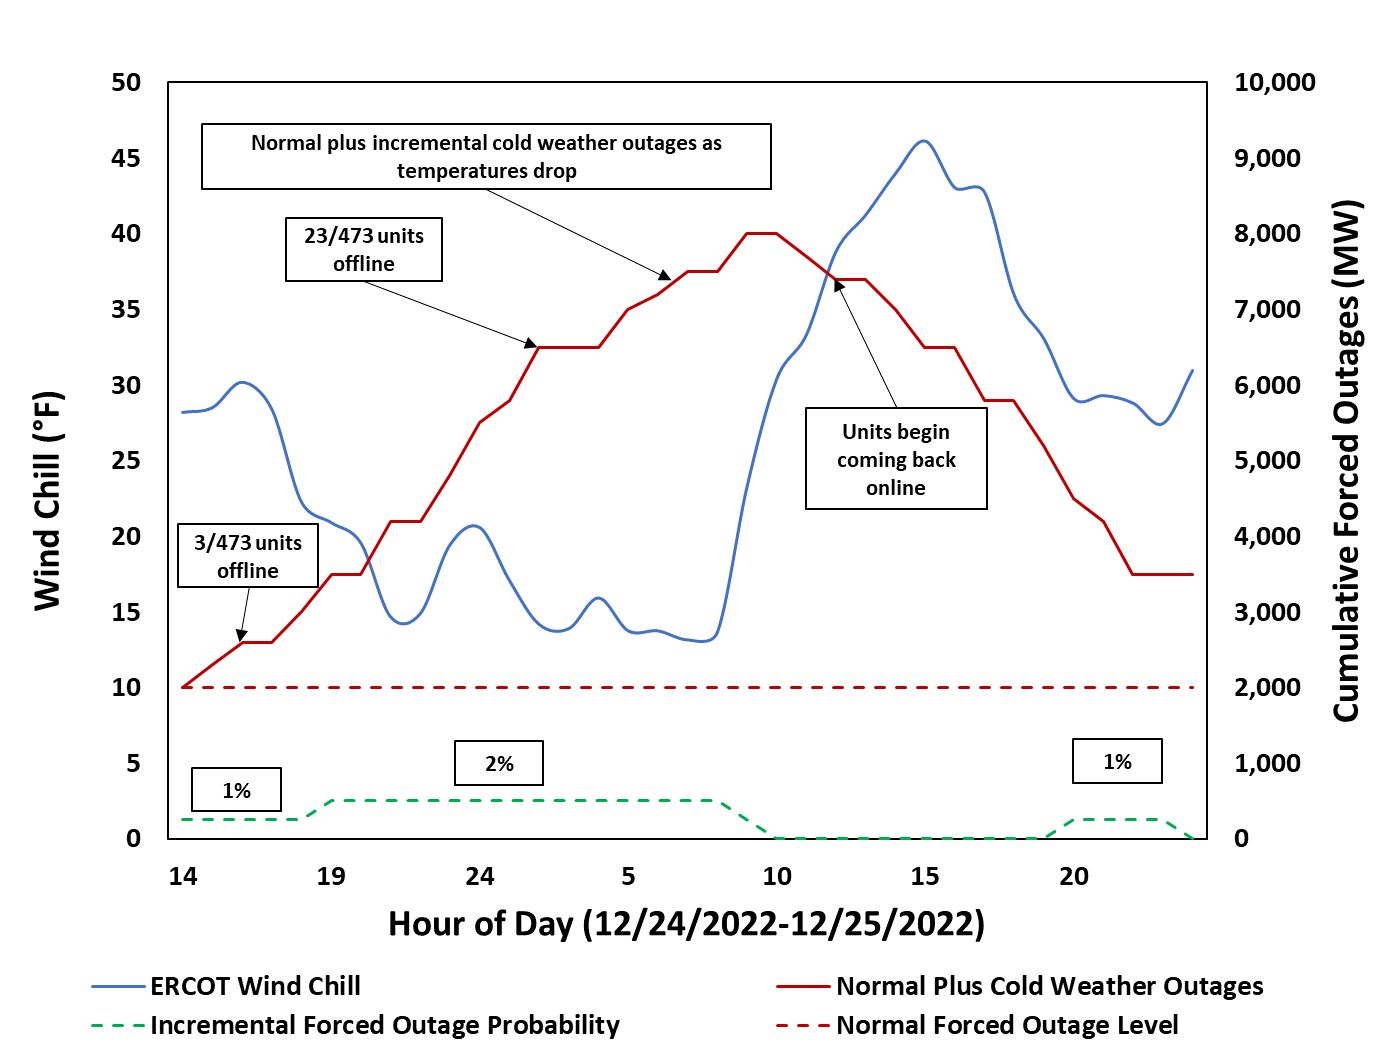 50
45
40
35
30
25
20
15
10
5
0
Wind Chill (°F)
10,000
9,000
8,000
7,000
6,000
5,000
4,000
3,000
2,000
1,000
0
Cumulative Forced Outages (MW)
Normal plus incremental cold weather outages as
temperatures drop
23/473 units
offline
Units begin
coming back
online
3/473 units
offline
1%
2%
1%
14 19 24 5 10 15 20
Hour of Day (12/24/2022-12/25/2022)
ERCOT Wind Chill
Normal Plus Cold Weather Outages
Incremental Forced Outage Probability
Normal Forced Outage Level